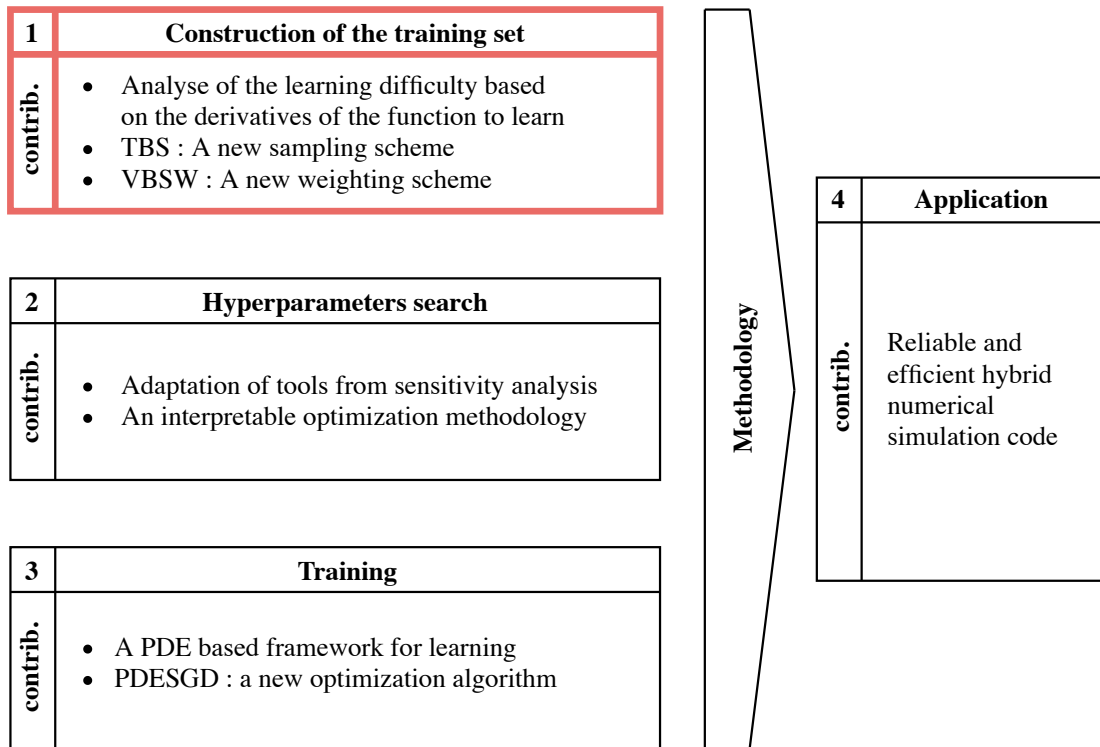 1 Construction of the training set
contrib.
• Analyse of the learning difficulty based
on the derivatives of the function to learn
• TBS : A new sampling scheme
• VBSW : A new weighting scheme
2 Hyperparameters search
contrib.
• Adaptation of tools from sensitivity analysis
• An interpretable optimization methodology
3 Training
contrib.
• A PDE based framework for learning
• PDESGD : a new optimization algorithm
Methodology
4 Application
contrib.
Reliable and
efficient hybrid
numerical
simulation code